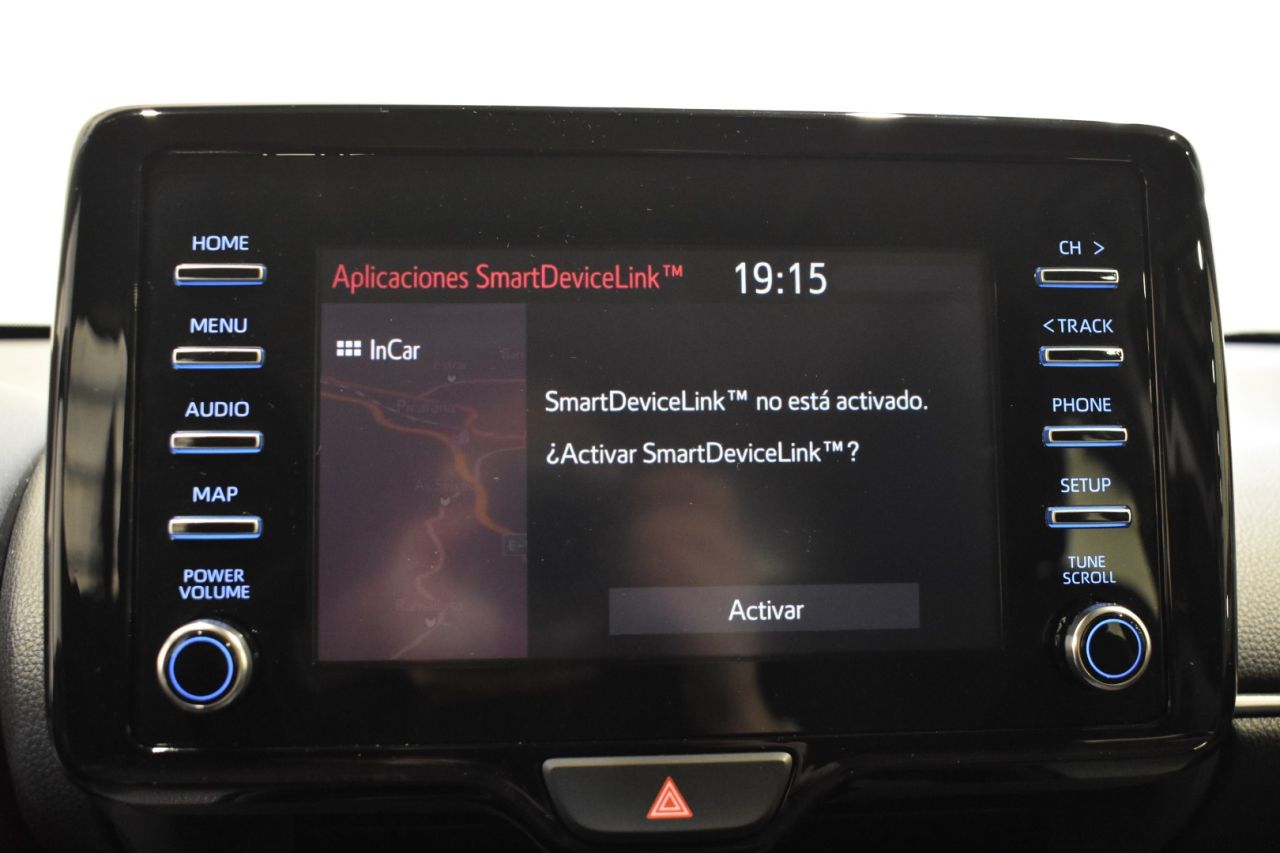 HOME
MENU
AUDIO
MAP
POWER
VOLUME
Aplicaciones SmartDeviceLink™ 19:15
InCar
Picaraña
SmartDeviceLink™ no está activado.
¿Activar SmartDeviceLink™?
Activar
CH >
< TRACK
PHONE
SETUP
TUNE
SCROLL